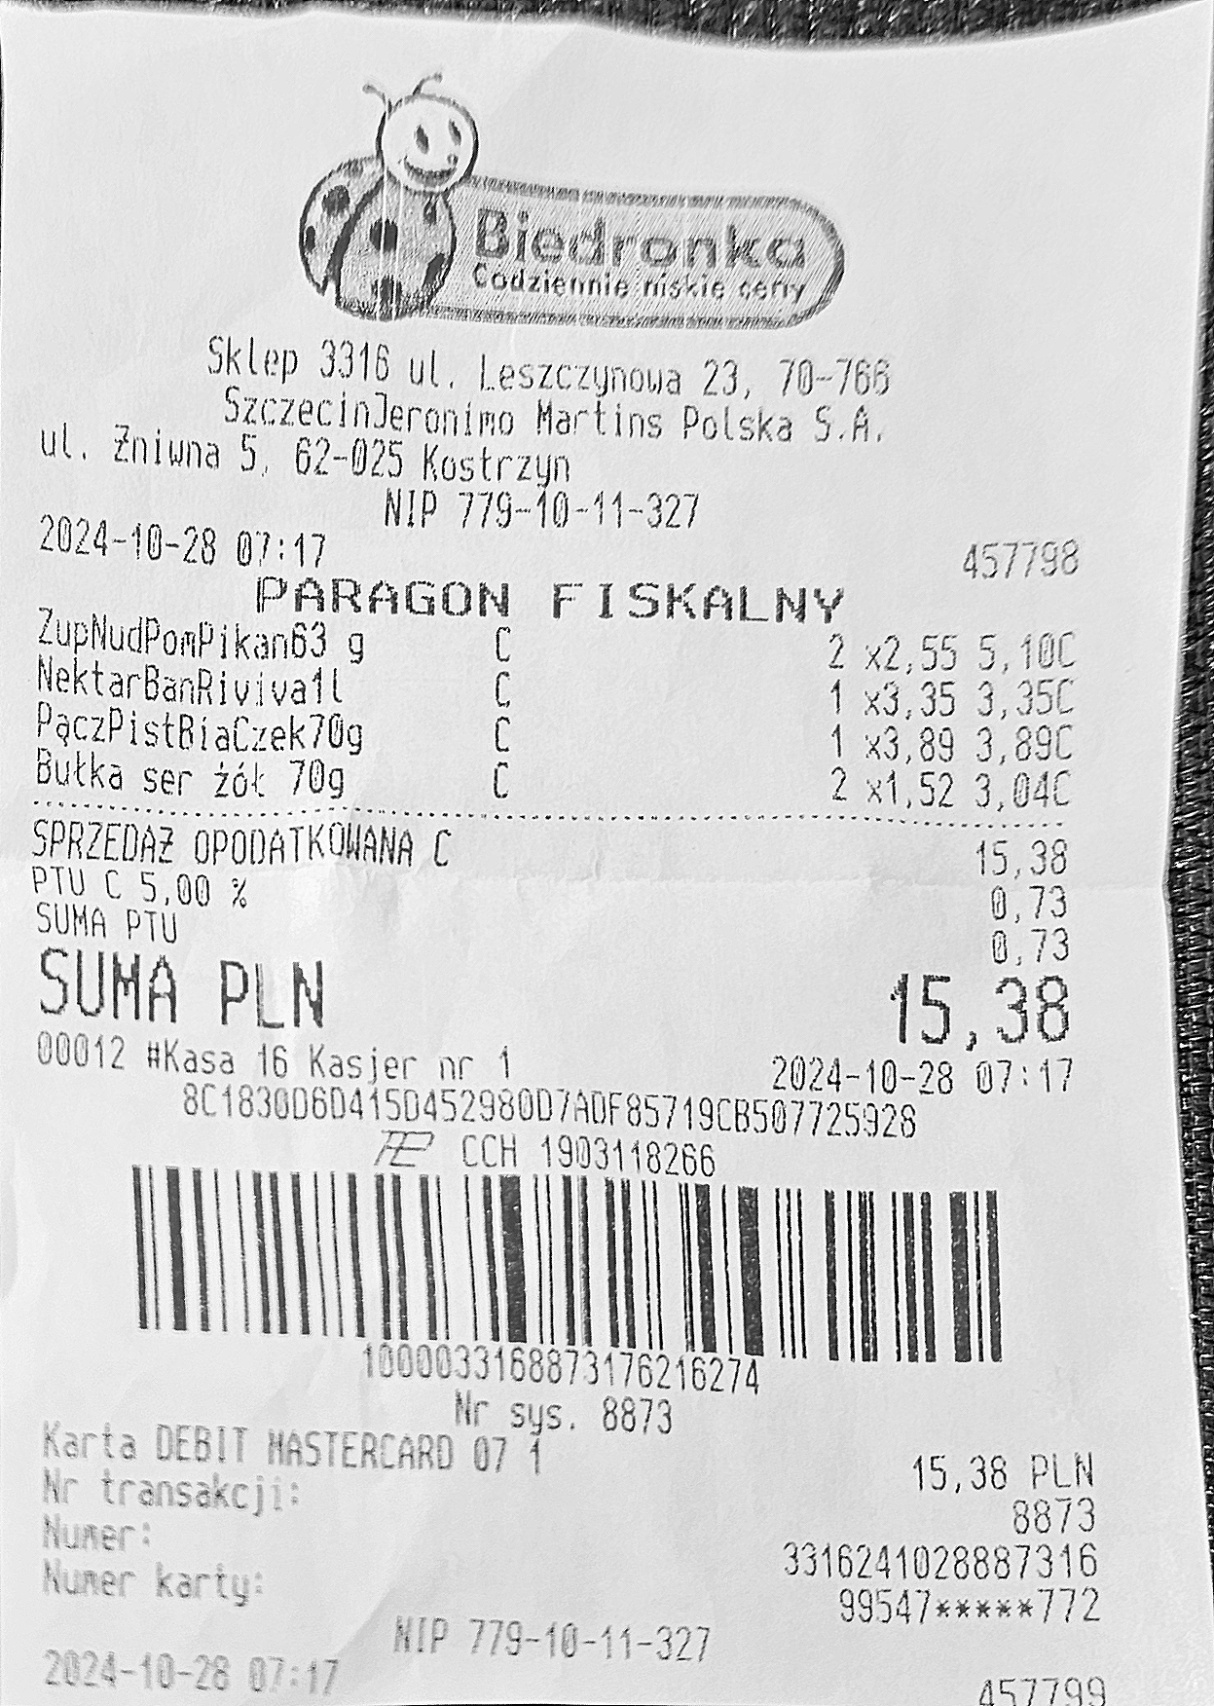 Biedronka
Codziennie niskie ceny
Sklep 3316 ul. Leszczynowa 23, 70-766
SzczecinJeronimo Martins Polska S.A.
ul. Żniwna 5, 62-025 Kostrzyn
NIP 779-10-11-327
2024-10-28 07:17 457798
PARAGON FISKALNY
ZupNudPomPikan63 g C 2 x2,55 5,10C
NektarBanRiviva1l C 1 x3,35 3,35C
PączPistBiaCzek70g C 1 x3,89 3,89C
Bułka ser żół 70g C 2 x1,52 3,04C
SPRZEDAŻ OPODATKOWANA C 15,38
PTU C 5,00 % 0,73
SUMA PTU 0,73
SUMA PLN 15,38
00012 #Kasa 16 Kasjer nr 1 2024-10-28 07:17
8C1830D6D415D452980D7ADF85719CB507725928
CCH 1903118266
1000033168873176216274
Nr sys. 8873
Karta DEBIT MASTERCARD 07 1 15,38 PLN
Nr transakcji: 8873
Numer: 3316241028887316
Numer karty: 99547*****772
NIP 779-10-11-327
2024-10-28 07:17 457799